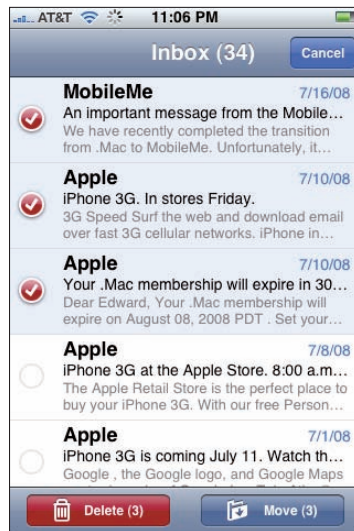 AT&T 11:06 PM
Inbox (34) Cancel
MobileMe 7/16/08
An important message from the Mobile…
We have recently completed the transition
from .Mac to MobileMe. Unfortunately, it…
Apple 7/10/08
iPhone 3G. In stores Friday.
3G Speed Surf the web and download email
over fast 3G cellular networks. iPhone in…
Apple 7/10/08
Your .Mac membership will expire in 30…
Dear Edward, Your .Mac membership will
expire on August 08, 2008 PDT . Set your…
Apple 7/8/08
iPhone 3G at the Apple Store. 8:00 a.m…
The Apple Retail Store is the perfect place to
buy your iPhone 3G. With our free Person…
Apple 7/1/08
iPhone 3G is coming July 11. Watch th…
Google , the Google logo, and Google Maps
Delete (3) Move (3)